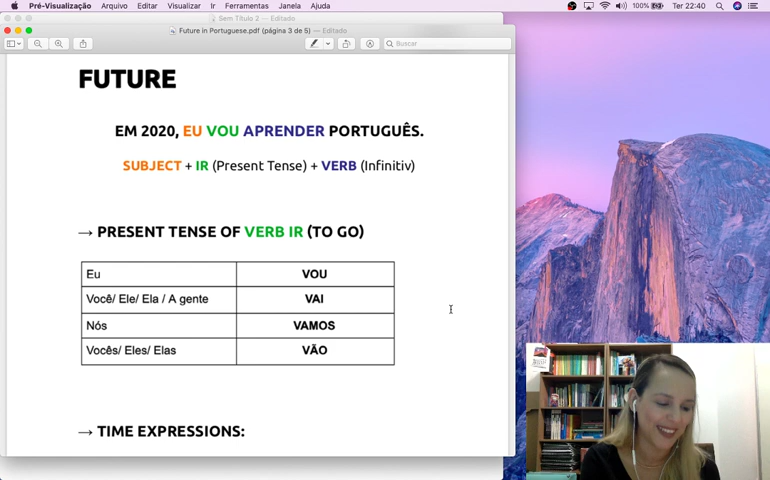 Pré-Visualização Arquivo Editar Visualizar Ir Ferramentas Janela Ajuda 100% Ter 22:40
Sem Título 2 — Editado
Future in Portuguese.pdf (página 3 de 5) — Editado
Buscar
FUTURE
EM 2020, EU VOU APRENDER PORTUGUÊS.
SUBJECT + IR (Present Tense) + VERB (Infinitiv)
→ PRESENT TENSE OF VERB IR (TO GO)
Eu VOU
Você/ Ele/ Ela / A gente VAI
Nós VAMOS
Vocês/ Eles/ Elas VÃO
→ TIME EXPRESSIONS: